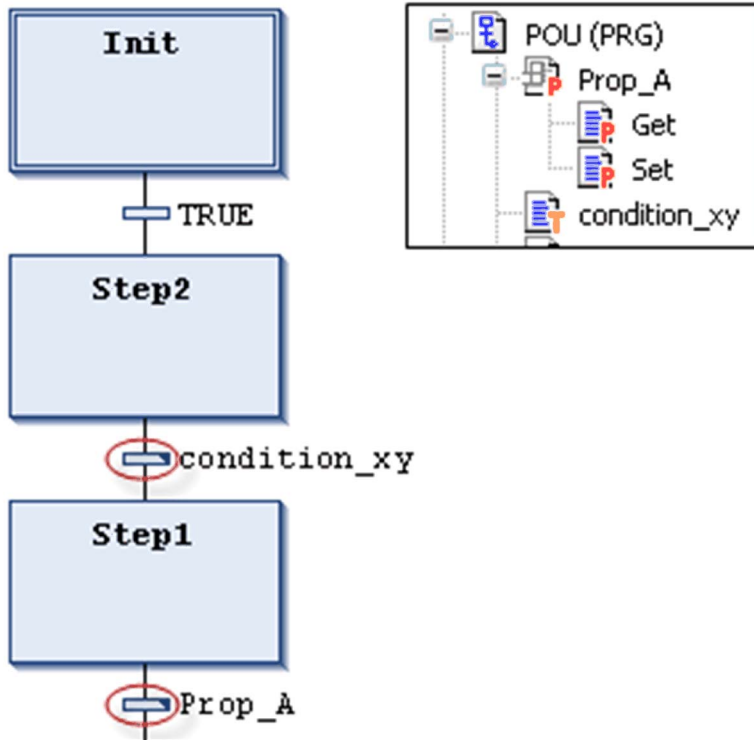 Init
TRUE
Step2
condition_xy
Step1
Prop_A
POU (PRG)
Prop_A
Get
Set
condition_xy